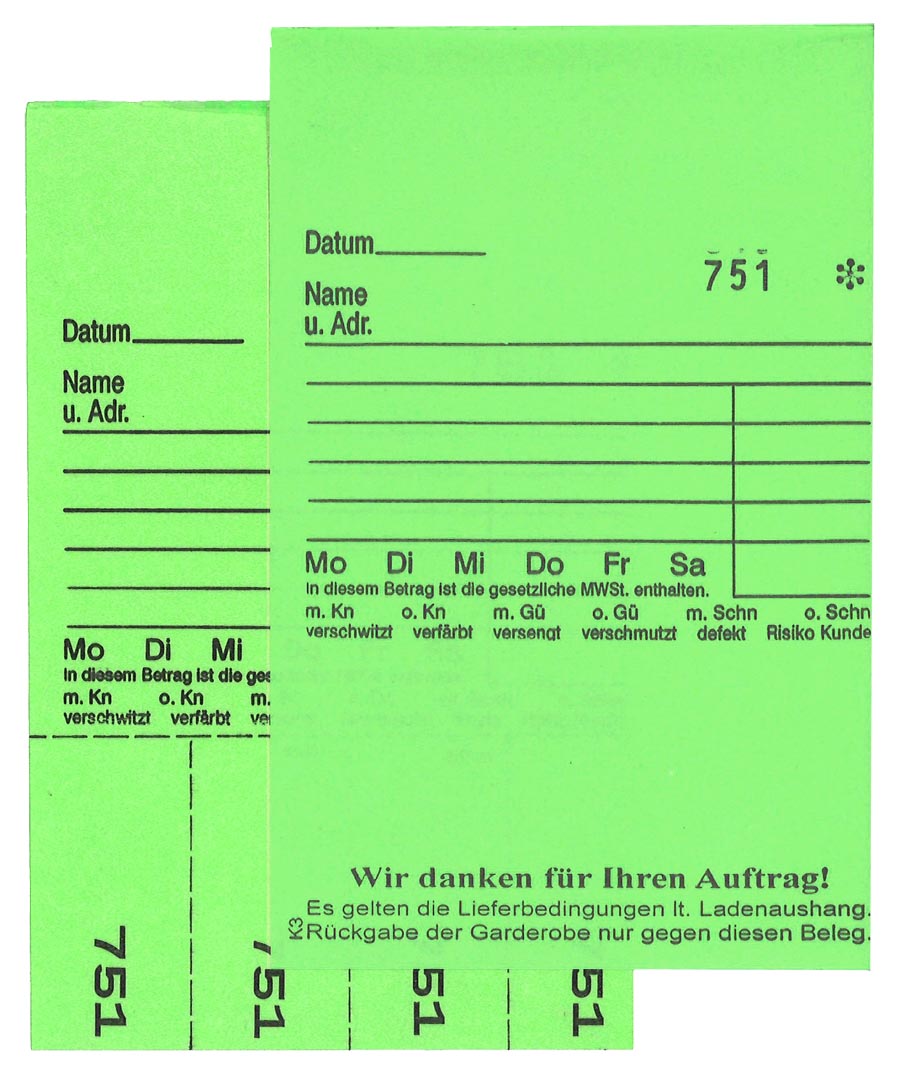 Datum
751 *
Name
u. Adr.
Mo Di Mi Do Fr Sa
In diesem Betrag ist die gesetzliche MWSt. enthalten.
m. Kn o. Kn m. Gü o. Gü m. Schn o. Schn
verschwitzt verfärbt versengt verschmutzt defekt Risiko Kunde
Wir danken für Ihren Auftrag!
Es gelten die Lieferbedingungen lt. Ladenaushang.
K3
Rückgabe der Garderobe nur gegen diesen Beleg.
Datum
Name
u. Adr.
Mo Di Mi
In diesem Betrag ist die ges
m. Kn o. Kn m.
verschwitzt verfärbt ve
751
751
751
51